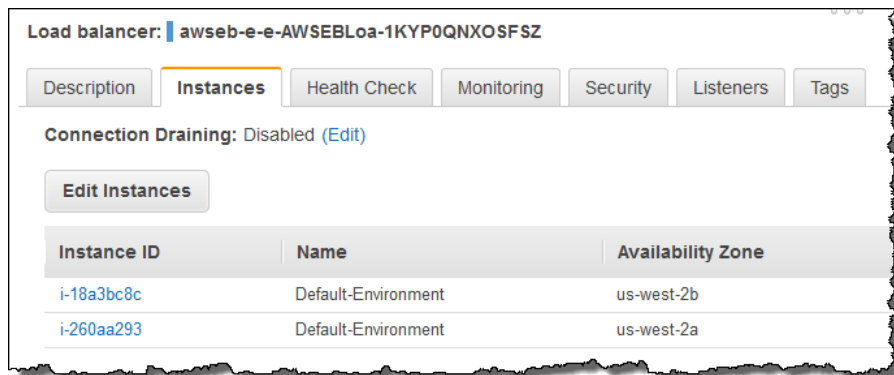 Load balancer: awseb-e-e-AWSEBLoa-1KYP0QNXOSFSZ
Description Instances Health Check Monitoring Security Listeners Tags
Connection Draining: Disabled (Edit)
Edit Instances
Instance ID Name Availability Zone
i-18a3bc8c Default-Environment us-west-2b
i-260aa293 Default-Environment us-west-2a